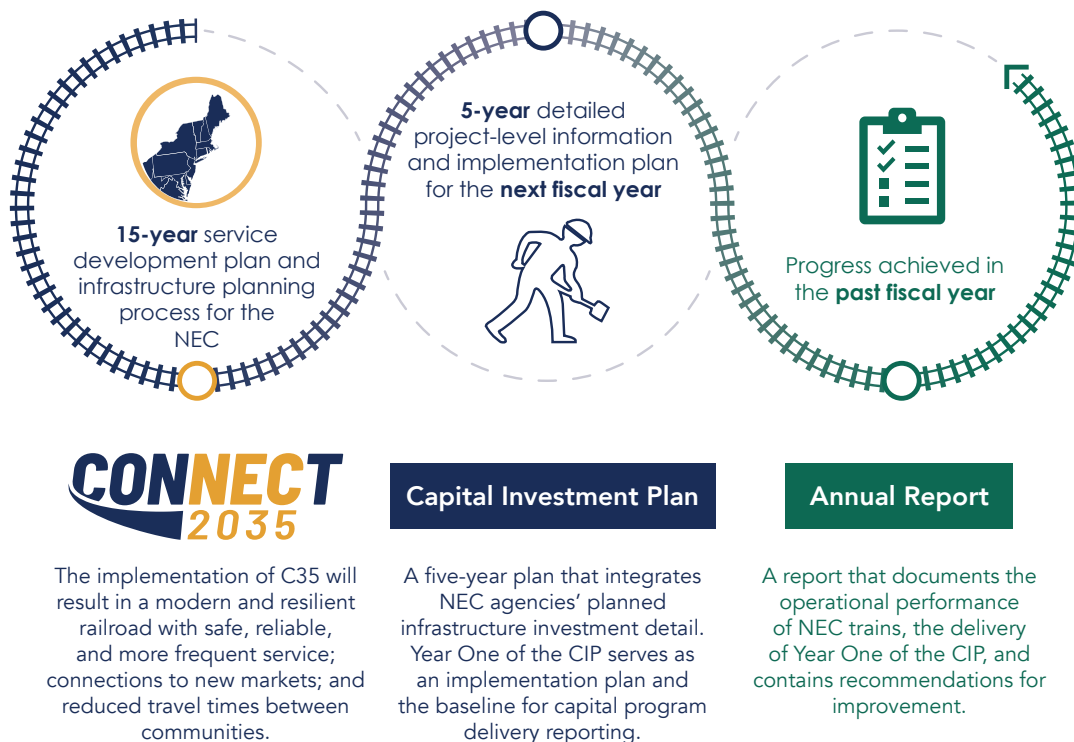 15-year service
development plan and
infrastructure planning
process for the
NEC
5-year detailed
project-level information
and implementation plan
for the next fiscal year
Progress achieved in
the past fiscal year
CONNECT
2035
The implementation of C35 will
result in a modern and resilient
railroad with safe, reliable,
and more frequent service;
connections to new markets; and
reduced travel times between
communities.
Capital Investment Plan
A five-year plan that integrates
NEC agencies’ planned
infrastructure investment detail.
Year One of the CIP serves as
an implementation plan and
the baseline for capital program
delivery reporting.
Annual Report
A report that documents the
operational performance
of NEC trains, the delivery
of Year One of the CIP, and
contains recommendations for
improvement.